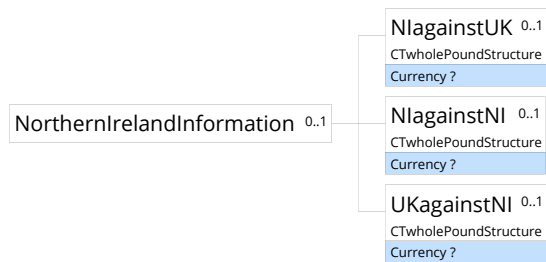 NIagainstUK 0..1
CTwholePoundStructure
Currency ?
NorthernIrelandInformation 0..1
NIagainstNI 0..1
CTwholePoundStructure
Currency ?
UKagainstNI 0..1
CTwholePoundStructure
Currency ?